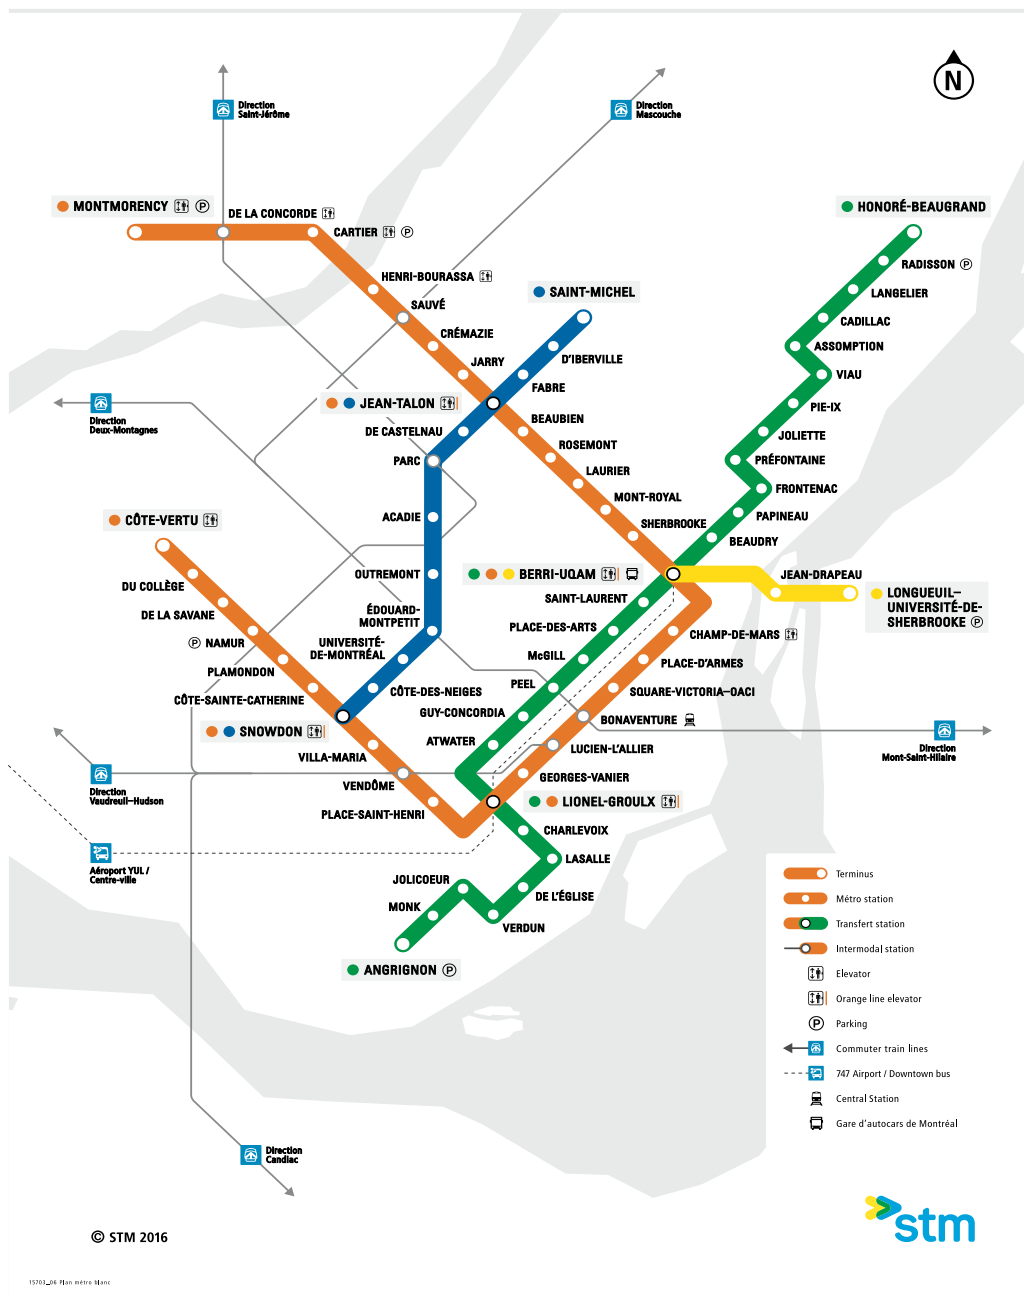 N
Direction
Saint-Jérôme
Direction
Mascouche
MONTMORENCY P
DE LA CONCORDE
CARTIER P
HONORÉ-BEAUGRAND
RADISSON P
HENRI-BOURASSA
LANGELIER
SAUVÉ
SAINT-MICHEL
CADILLAC
CRÉMAZIE
ASSOMPTION
JARRY
D'IBERVILLE
VIAU
FABRE
JEAN-TALON
PIE-IX
Direction
Deux-Montagnes
BEAUBIEN
DE CASTELNAU
JOLIETTE
ROSEMONT
PARC
PRÉFONTAINE
LAURIER
FRONTENAC
MONT-ROYAL
ACADIE
PAPINEAU
CÔTE-VERTU
SHERBROOKE
BEAUDRY
DU COLLÈGE
OUTREMONT
BERRI-UQAM
JEAN-DRAPEAU
DE LA SAVANE
SAINT-LAURENT
LONGUEUIL–
UNIVERSITÉ-DE-
SHERBROOKE P
ÉDOUARD-
MONTPETIT
PLACE-DES-ARTS
P NAMUR
CHAMP-DE-MARS
UNIVERSITÉ-
DE-MONTRÉAL
McGILL
PLACE-D'ARMES
PLAMONDON
PEEL
CÔTE-SAINTE-CATHERINE
CÔTE-DES-NEIGES
SQUARE-VICTORIA–OACI
GUY-CONCORDIA
BONAVENTURE
SNOWDON
ATWATER
LUCIEN-L'ALLIER
Direction
Mont-Saint-Hilaire
VILLA-MARIA
VENDÔME
GEORGES-VANIER
Direction
Vaudreuil–Hudson
PLACE-SAINT-HENRI
LIONEL-GROULX
CHARLEVOIX
LASALLE
Aéroport YUL /
Centre-ville
JOLICOEUR
DE L'ÉGLISE
MONK
VERDUN
ANGRIGNON P
Terminus
Métro station
Transfert station
Intermodal station
Elevator
Orange line elevator
P Parking
Commuter train lines
747 Airport / Downtown bus
Central Station
Gare d'autocars de Montréal
Direction
Candiac
stm
© STM 2016
15703_06 Plan métro blanc